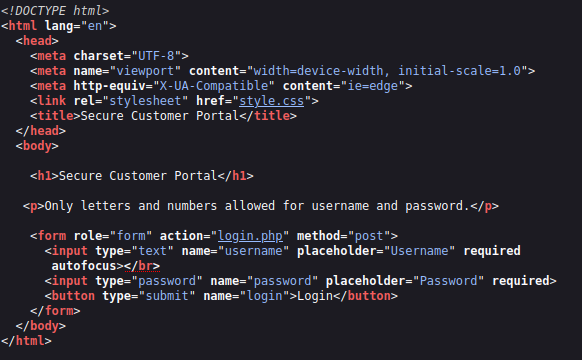 <!DOCTYPE html>
<html lang="en">
<head>
<meta charset="UTF-8">
<meta name="viewport" content="width=device-width, initial-scale=1.0">
<meta http-equiv="X-UA-Compatible" content="ie=edge">
<link rel="stylesheet" href="style.css">
<title>Secure Customer Portal</title>
</head>
<body>
<h1>Secure Customer Portal</h1>
<p>Only letters and numbers allowed for username and password.</p>
<form role="form" action="login.php" method="post">
<input type="text" name="username" placeholder="Username" required
autofocus></br>
<input type="password" name="password" placeholder="Password" required>
<button type="submit" name="login">Login</button>
</form>
</body>
</html>